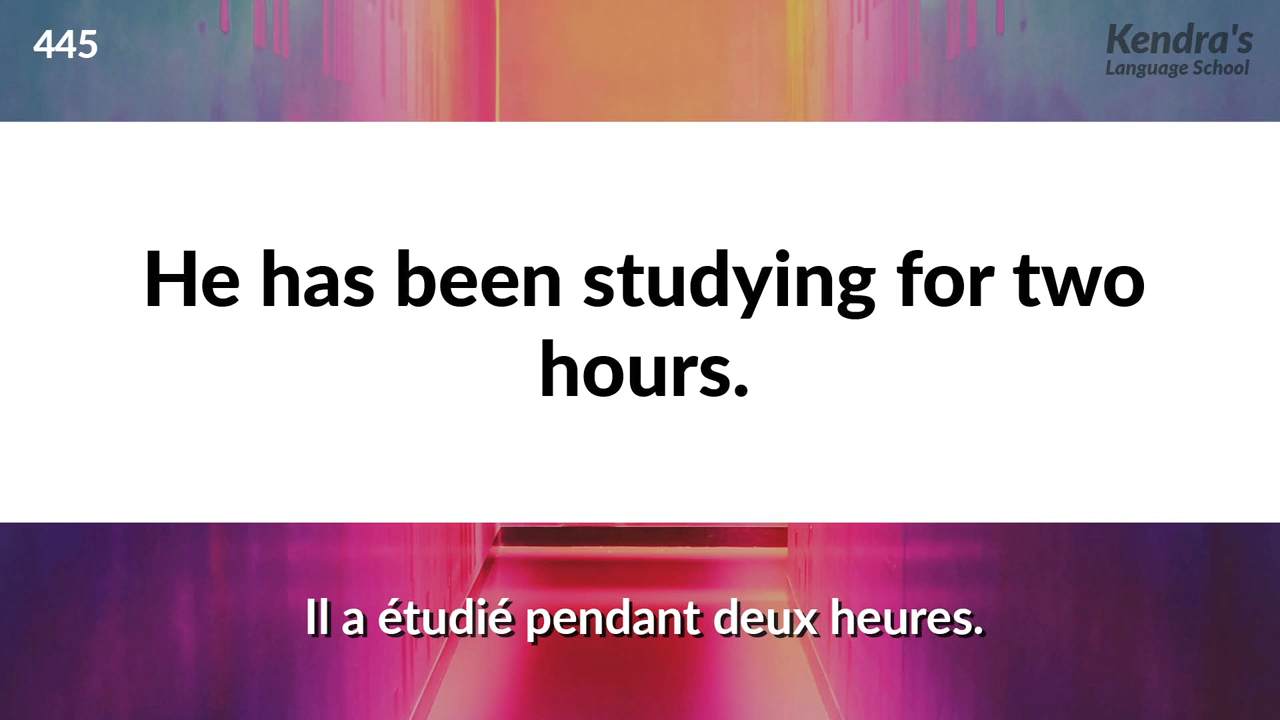 445
Kendra's
Language School
He has been studying for two
hours.
Il a étudié pendant deux heures.